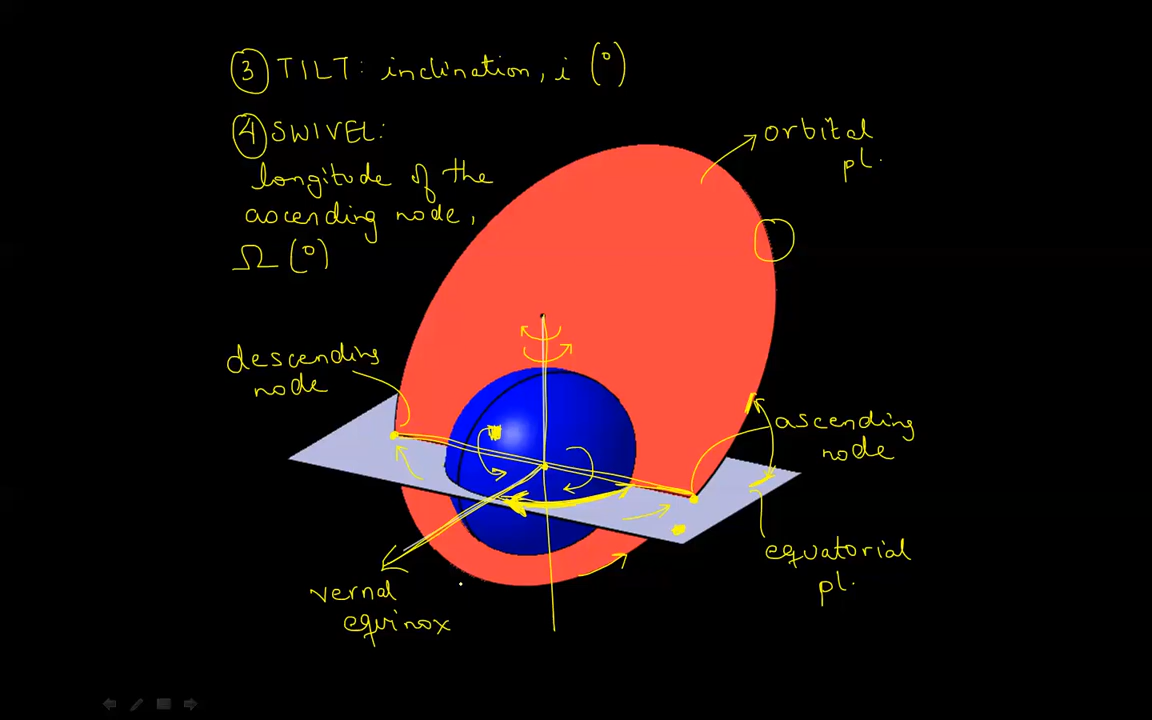 ③ TILT: inclination, i (°)
④ SWIVEL:
longitude of the
ascending node,
Ω (°)
orbital
pl.
descending
node
ascending
node
equatorial
pl.
vernal
equinox